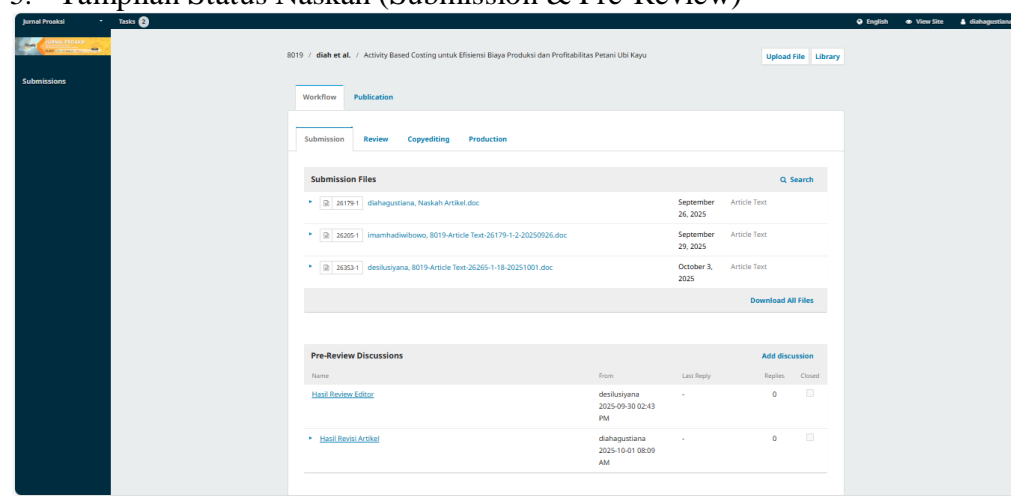 5. Tampilan Status Naskah (Submission & Pre-Review)
Jurnal Proaksi
Tasks 2
English
View Site
diahagustiana
8019 / diah et al. / Activity Based Costing untuk Efisiensi Biaya Produksi dan Profitabilitas Petani Ubi Kayu
Upload File
Library
Submissions
Workflow
Publication
Submission
Review
Copyediting
Production
Submission Files
Search
26179-1 diahagustiana, Naskah Artikel.doc
September 26, 2025
Article Text
26205-1 imamhadiwibowo, 8019-Article Text-26179-1-2-20250926.doc
September 29, 2025
Article Text
26353-1 desilusiyana, 8019-Article Text-26265-1-18-20251001.doc
October 3, 2025
Article Text
Download All Files
Pre-Review Discussions
Add discussion
Name
From
Last Reply
Replies
Closed
Hasil Review Editor
desilusiyana
2025-09-30 02:43 PM
-
0
Hasil Revisi Artikel
diahagustiana
2025-10-01 08:09 AM
-
0